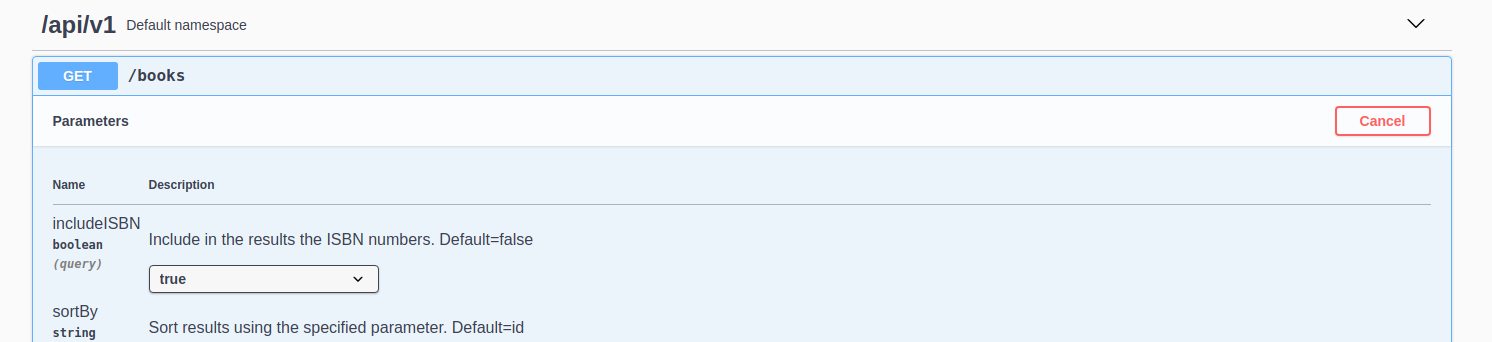 /api/v1 Default namespace
GET /books
Parameters Cancel
Name Description
includeISBN
boolean
(query)
Include in the results the ISBN numbers. Default=false
true
sortBy
string
Sort results using the specified parameter. Default=id